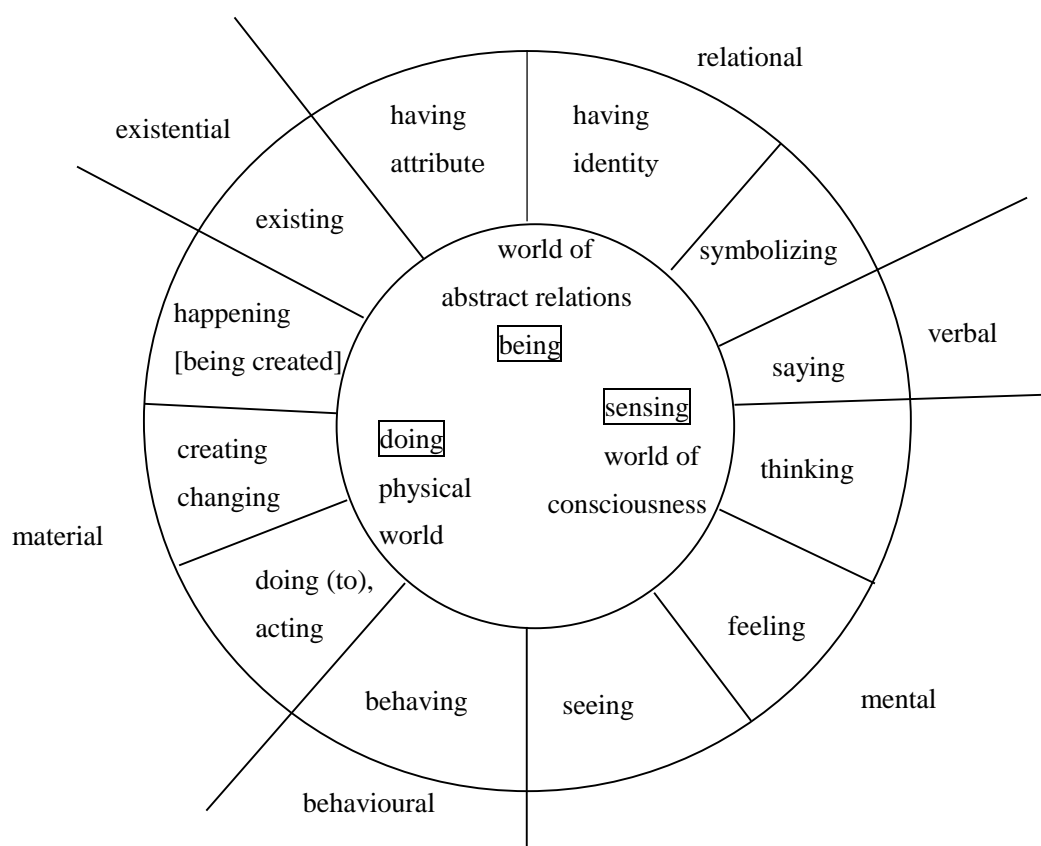 relational
having
attribute
having
identity
existential
existing
symbolizing
world of
abstract relations
being
happening
[being created]
verbal
saying
sensing
world of
consciousness
doing
physical
world
creating
changing
thinking
material
doing (to),
acting
feeling
behaving
seeing
mental
behavioural